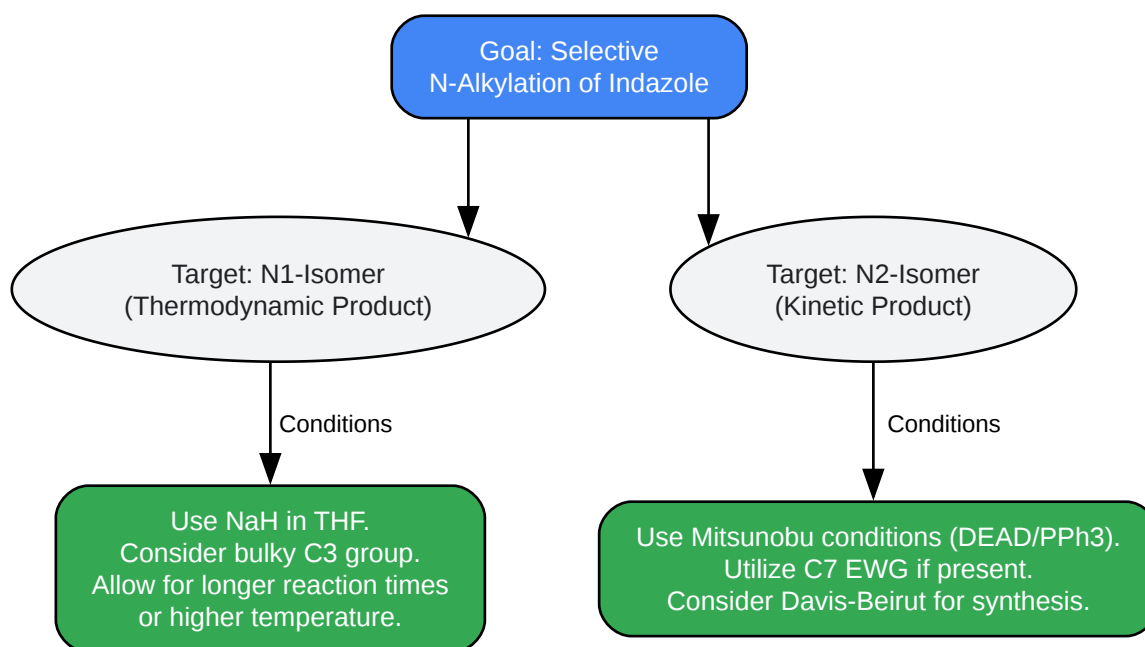 Goal: Selective
N-Alkylation of Indazole
Target: N1-Isomer
(Thermodynamic Product)
Target: N2-Isomer
(Kinetic Product)
Conditions
Conditions
Use NaH in THF.
Consider bulky C3 group.
Allow for longer reaction times
or higher temperature.
Use Mitsunobu conditions (DEAD/PPh3).
Utilize C7 EWG if present.
Consider Davis-Beirut for synthesis.